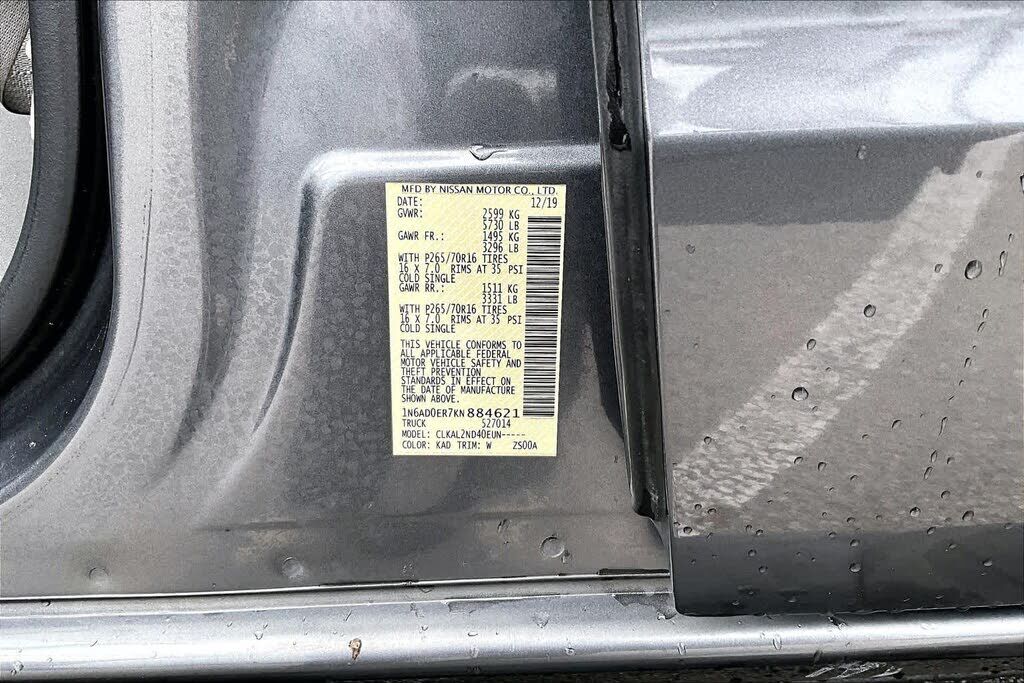 MFD BY NISSAN MOTOR CO., LTD.
DATE: 12/19
GVWR: 2599 KG
5730 LB
GAWR FR.: 1495 KG
3296 LB
WITH P265/70R16 TIRES
16 X 7.0 RIMS AT 35 PSI
COLD SINGLE
GAWR RR.: 1511 KG
3331 LB
WITH P265/70R16 TIRES
16 X 7.0 RIMS AT 35 PSI
COLD SINGLE
THIS VEHICLE CONFORMS TO
ALL APPLICABLE FEDERAL
MOTOR VEHICLE SAFETY AND
THEFT PREVENTION
STANDARDS IN EFFECT ON
THE DATE OF MANUFACTURE
SHOWN ABOVE.
1N6AD0ER7KN884621
TRUCK 527014
MODEL: CLKAL2ND40EUN-----
COLOR: KAD TRIM: W ZS00A